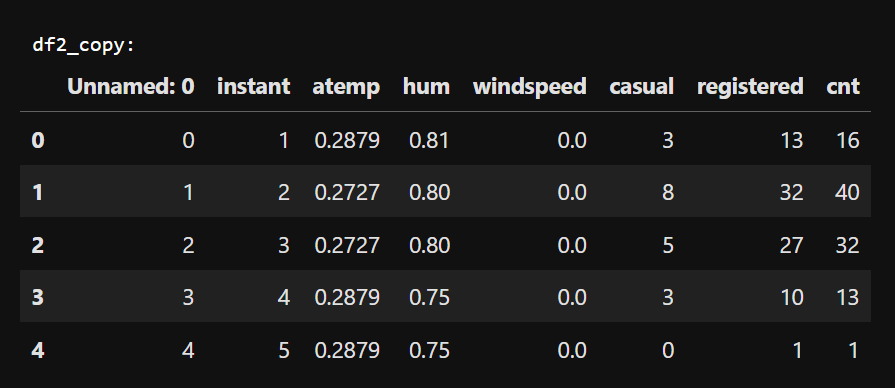 df2_copy:
Unnamed: 0 instant atemp hum windspeed casual registered cnt
0 0 1 0.2879 0.81 0.0 3 13 16
1 1 2 0.2727 0.80 0.0 8 32 40
2 2 3 0.2727 0.80 0.0 5 27 32
3 3 4 0.2879 0.75 0.0 3 10 13
4 4 5 0.2879 0.75 0.0 0 1 1